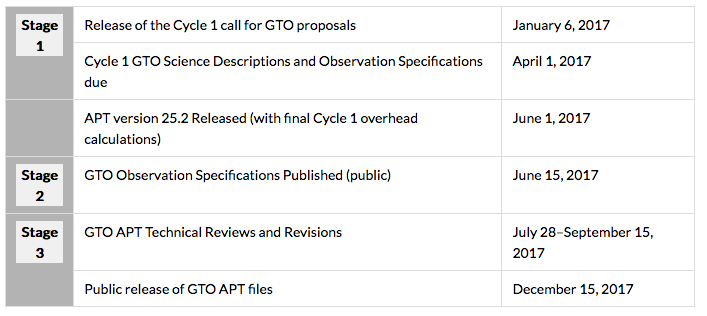 Stage
1
Release of the Cycle 1 call for GTO proposals
January 6, 2017
Cycle 1 GTO Science Descriptions and Observation Specifications
due
April 1, 2017
APT version 25.2 Released (with final Cycle 1 overhead
calculations)
June 1, 2017
Stage
2
GTO Observation Specifications Published (public)
June 15, 2017
Stage
3
GTO APT Technical Reviews and Revisions
July 28–September 15,
2017
Public release of GTO APT files
December 15, 2017